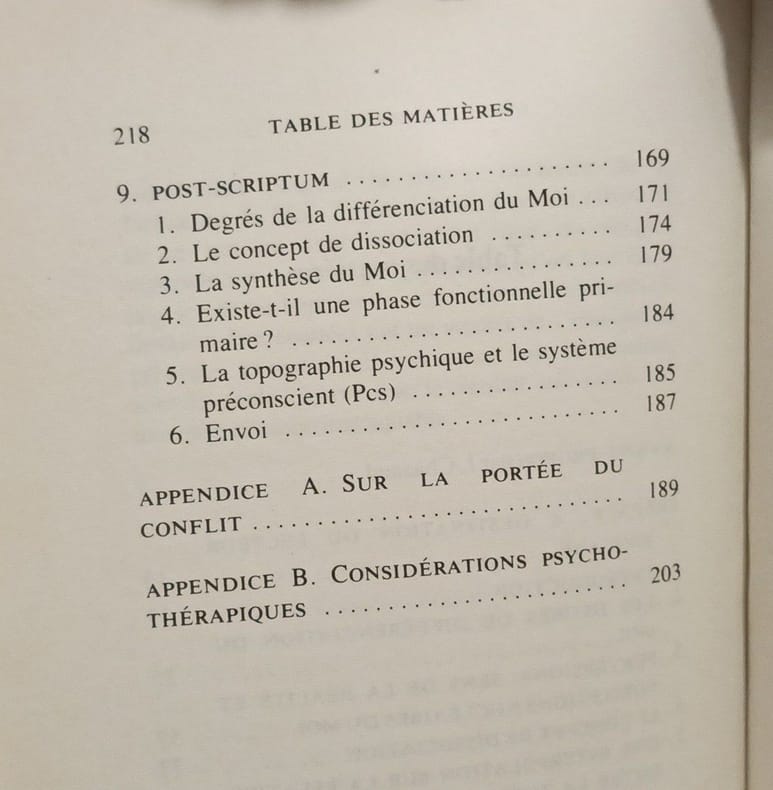 218 TABLE DES MATIÈRES
9. POST-SCRIPTUM . . . . . . . . . . . . . . . . . . . . . 169
1. Degrés de la différenciation du Moi . . . 171
2. Le concept de dissociation . . . . . . . . . . 174
3. La synthèse du Moi . . . . . . . . . . . . . . . . 179
4. Existe-t-il une phase fonctionnelle pri-
maire ? . . . . . . . . . . . . . . . . . . . . . . . . . . 184
5. La topographie psychique et le système
préconscient (Pcs) . . . . . . . . . . . . . . . . . 185
6. Envoi . . . . . . . . . . . . . . . . . . . . . . . . . . . 187
APPENDICE A. SUR LA PORTÉE DU
CONFLIT . . . . . . . . . . . . . . . . . . . . . . . . . . . . . 189
APPENDICE B. CONSIDÉRATIONS PSYCHO-
THÉRAPIQUES . . . . . . . . . . . . . . . . . . . . . . . . 203